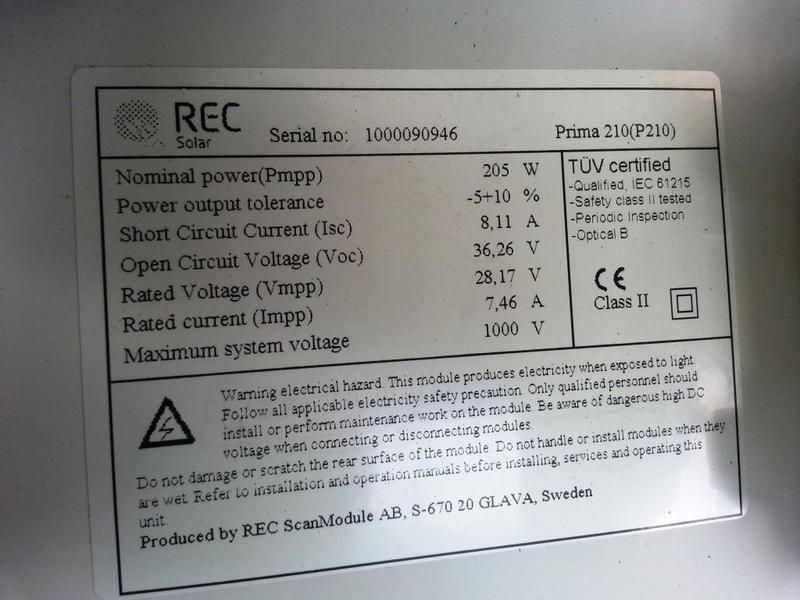 REC
Solar
Serial no: 1000090946
Prima 210(P210)
Nominal power(Pmpp) 205 W
Power output tolerance -5+10 %
Short Circuit Current (Isc) 8,11 A
Open Circuit Voltage (Voc) 36,26 V
Rated Voltage (Vmpp) 28,17 V
Rated current (Impp) 7,46 A
Maximum system voltage 1000 V
TÜV certified
-Qualified, IEC 61215
-Safety class II tested
-Periodic Inspection
-Optical B
CE
Class II
Warning electrical hazard. This module produces electricity when exposed to light.
Follow all applicable electricity safety precaution. Only qualified personnel should
install or perform maintenance work on the module. Be aware of dangerous high DC
voltage when connecting or disconnecting modules.
Do not damage or scratch the rear surface of the module. Do not handle or install modules when they
are wet. Refer to installation and operation manuals before installing, services and operating this
unit.
Produced by REC ScanModule AB, S-670 20 GLAVA, Sweden